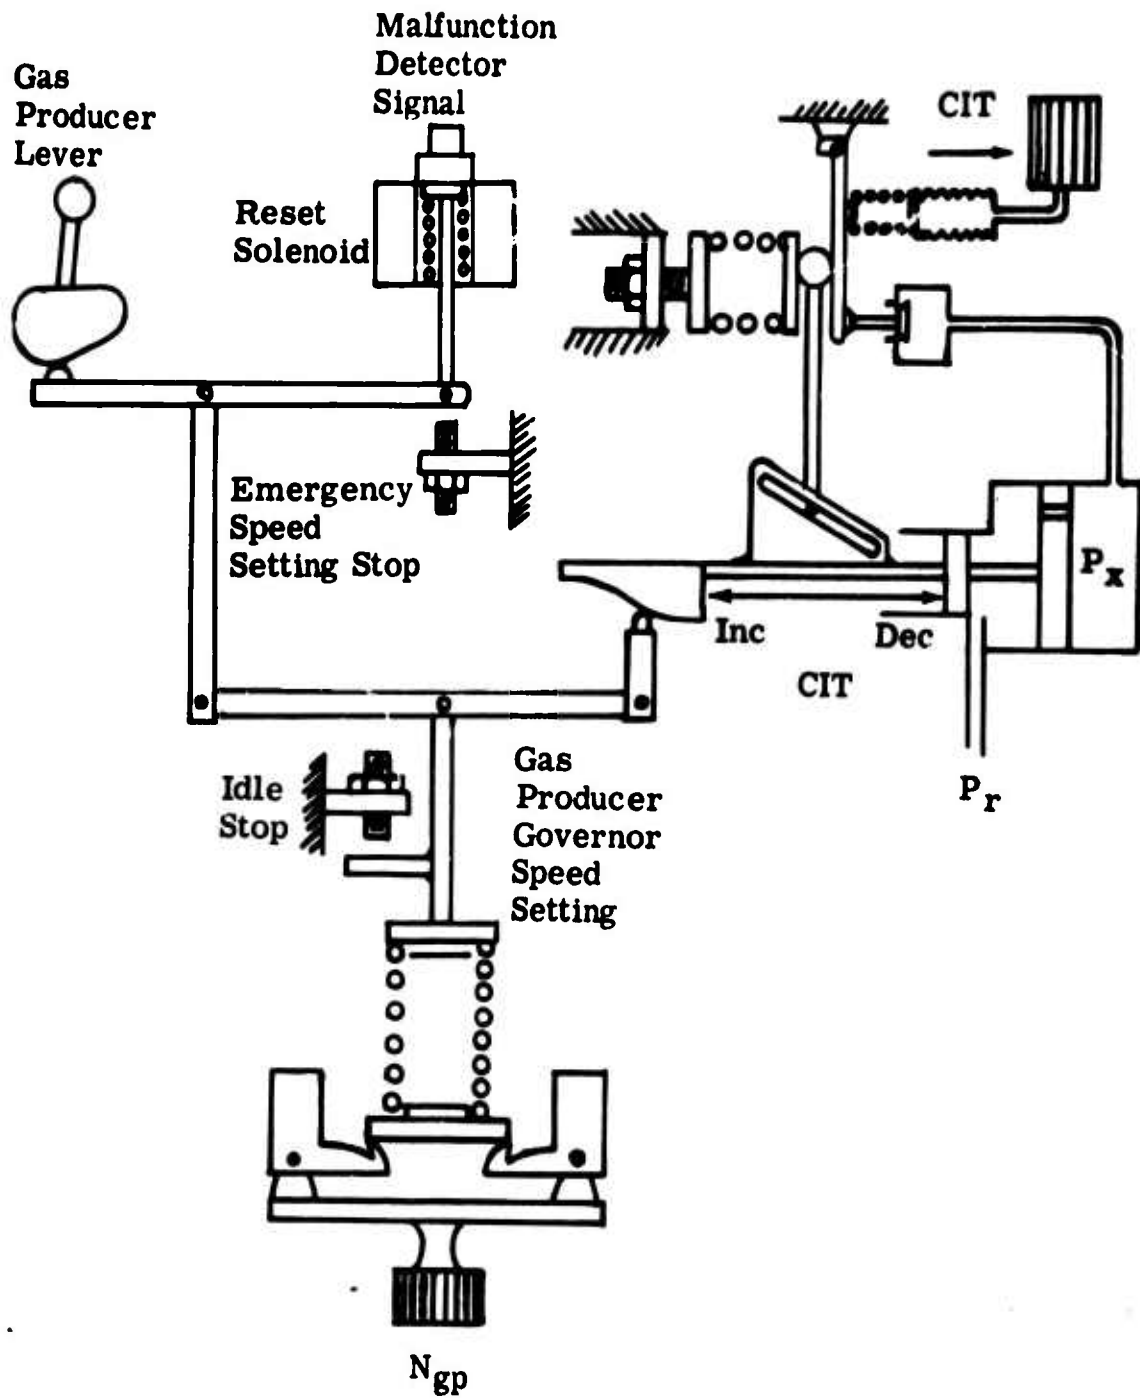 Malfunction
Detector
Signal
Gas
Producer
Lever
CIT
Reset
Solenoid
Emergency
Speed
Setting Stop
Px
Inc
Dec
CIT
Idle
Stop
Gas
Producer
Governor
Speed
Setting
Pr
Ngp